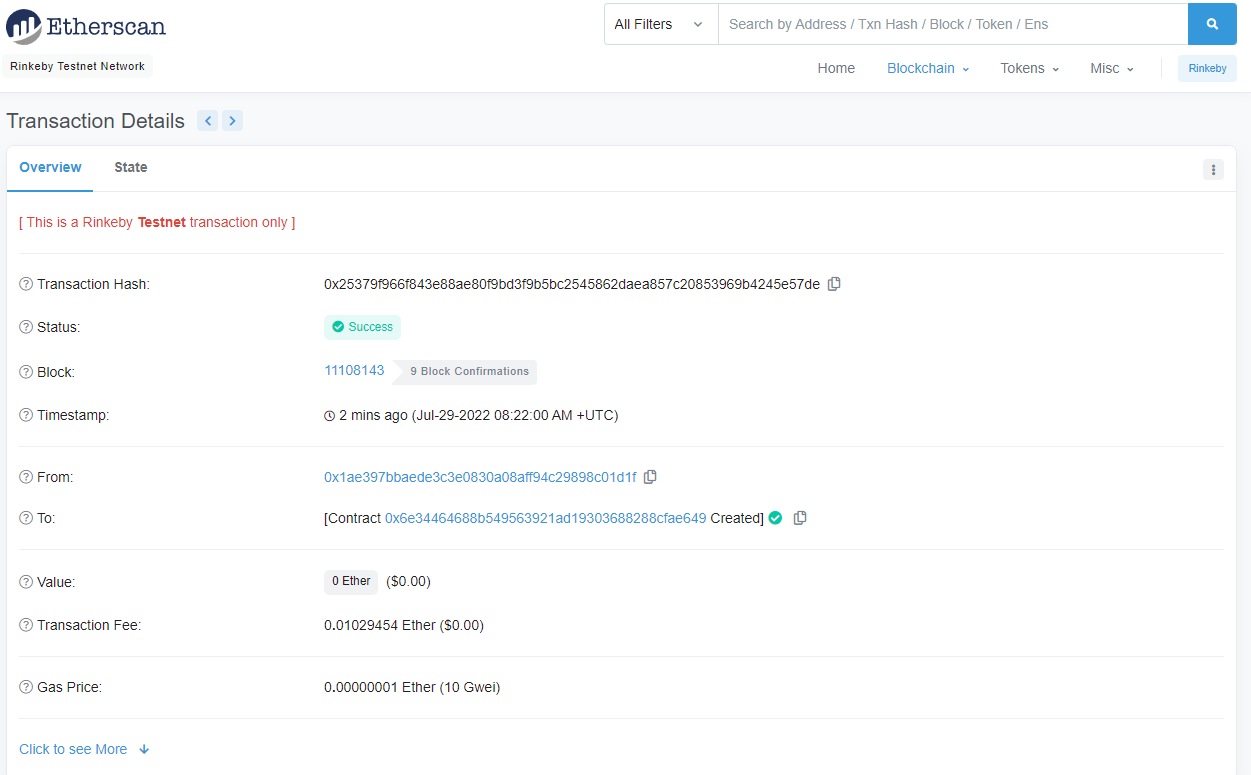 Etherscan
All Filters
Search by Address / Txn Hash / Block / Token / Ens
Rinkeby Testnet Network
Home Blockchain Tokens Misc Rinkeby
Transaction Details
Overview State
[ This is a Rinkeby Testnet transaction only ]
Transaction Hash: 0x25379f966f843e88ae80f9bd3f9b5bc2545862daea857c20853969b4245e57de
Status: Success
Block: 11108143 9 Block Confirmations
Timestamp: 2 mins ago (Jul-29-2022 08:22:00 AM +UTC)
From: 0x1ae397bbaede3c3e0830a08aff94c29898c01d1f
To: [Contract 0x6e34464688b549563921ad19303688288cfae649 Created]
Value: 0 Ether ($0.00)
Transaction Fee: 0.01029454 Ether ($0.00)
Gas Price: 0.00000001 Ether (10 Gwei)
Click to see More